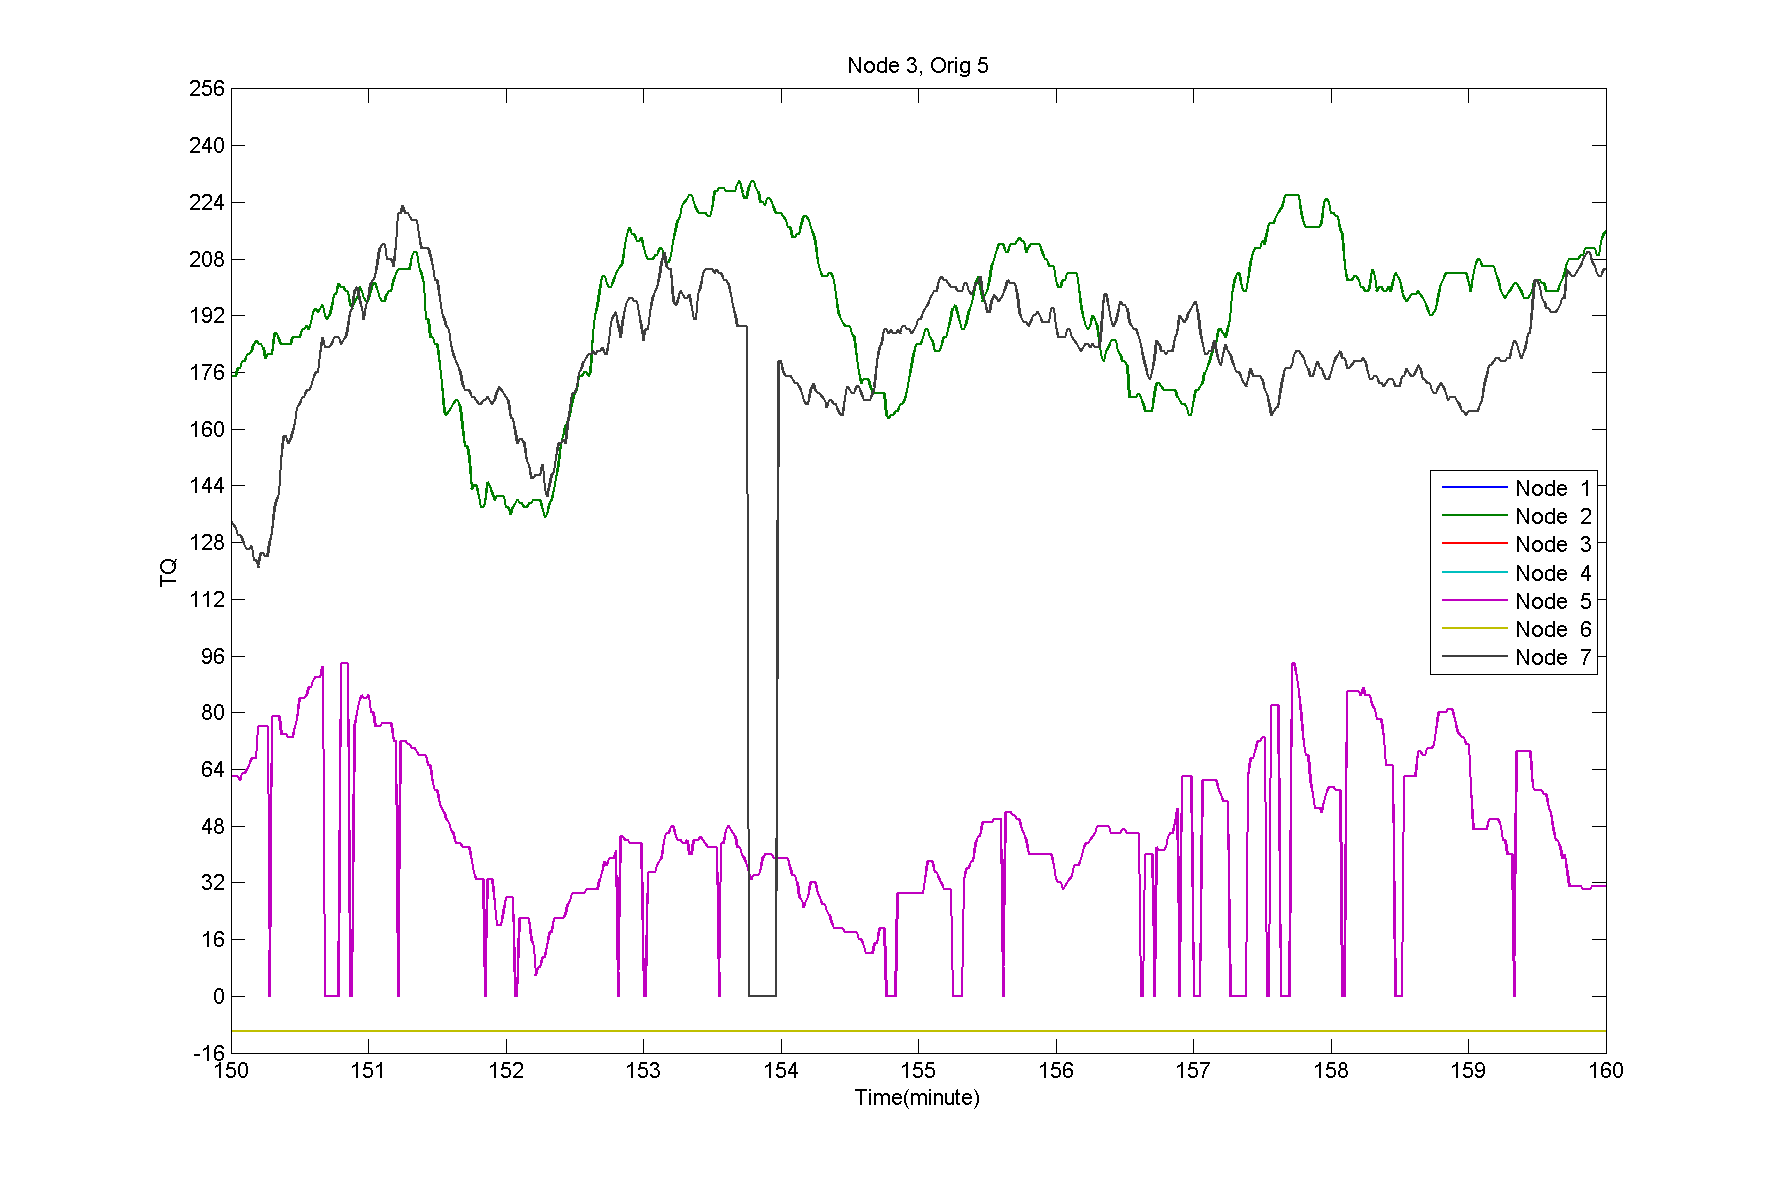 Node 3, Orig 5
256
240
224
208
192
176
160
144
128
112
96
80
64
48
32
16
0
-16
TQ
Node 1
Node 2
Node 3
Node 4
Node 5
Node 6
Node 7
150 151 152 153 154 155 156 157 158 159 160
Time(minute)